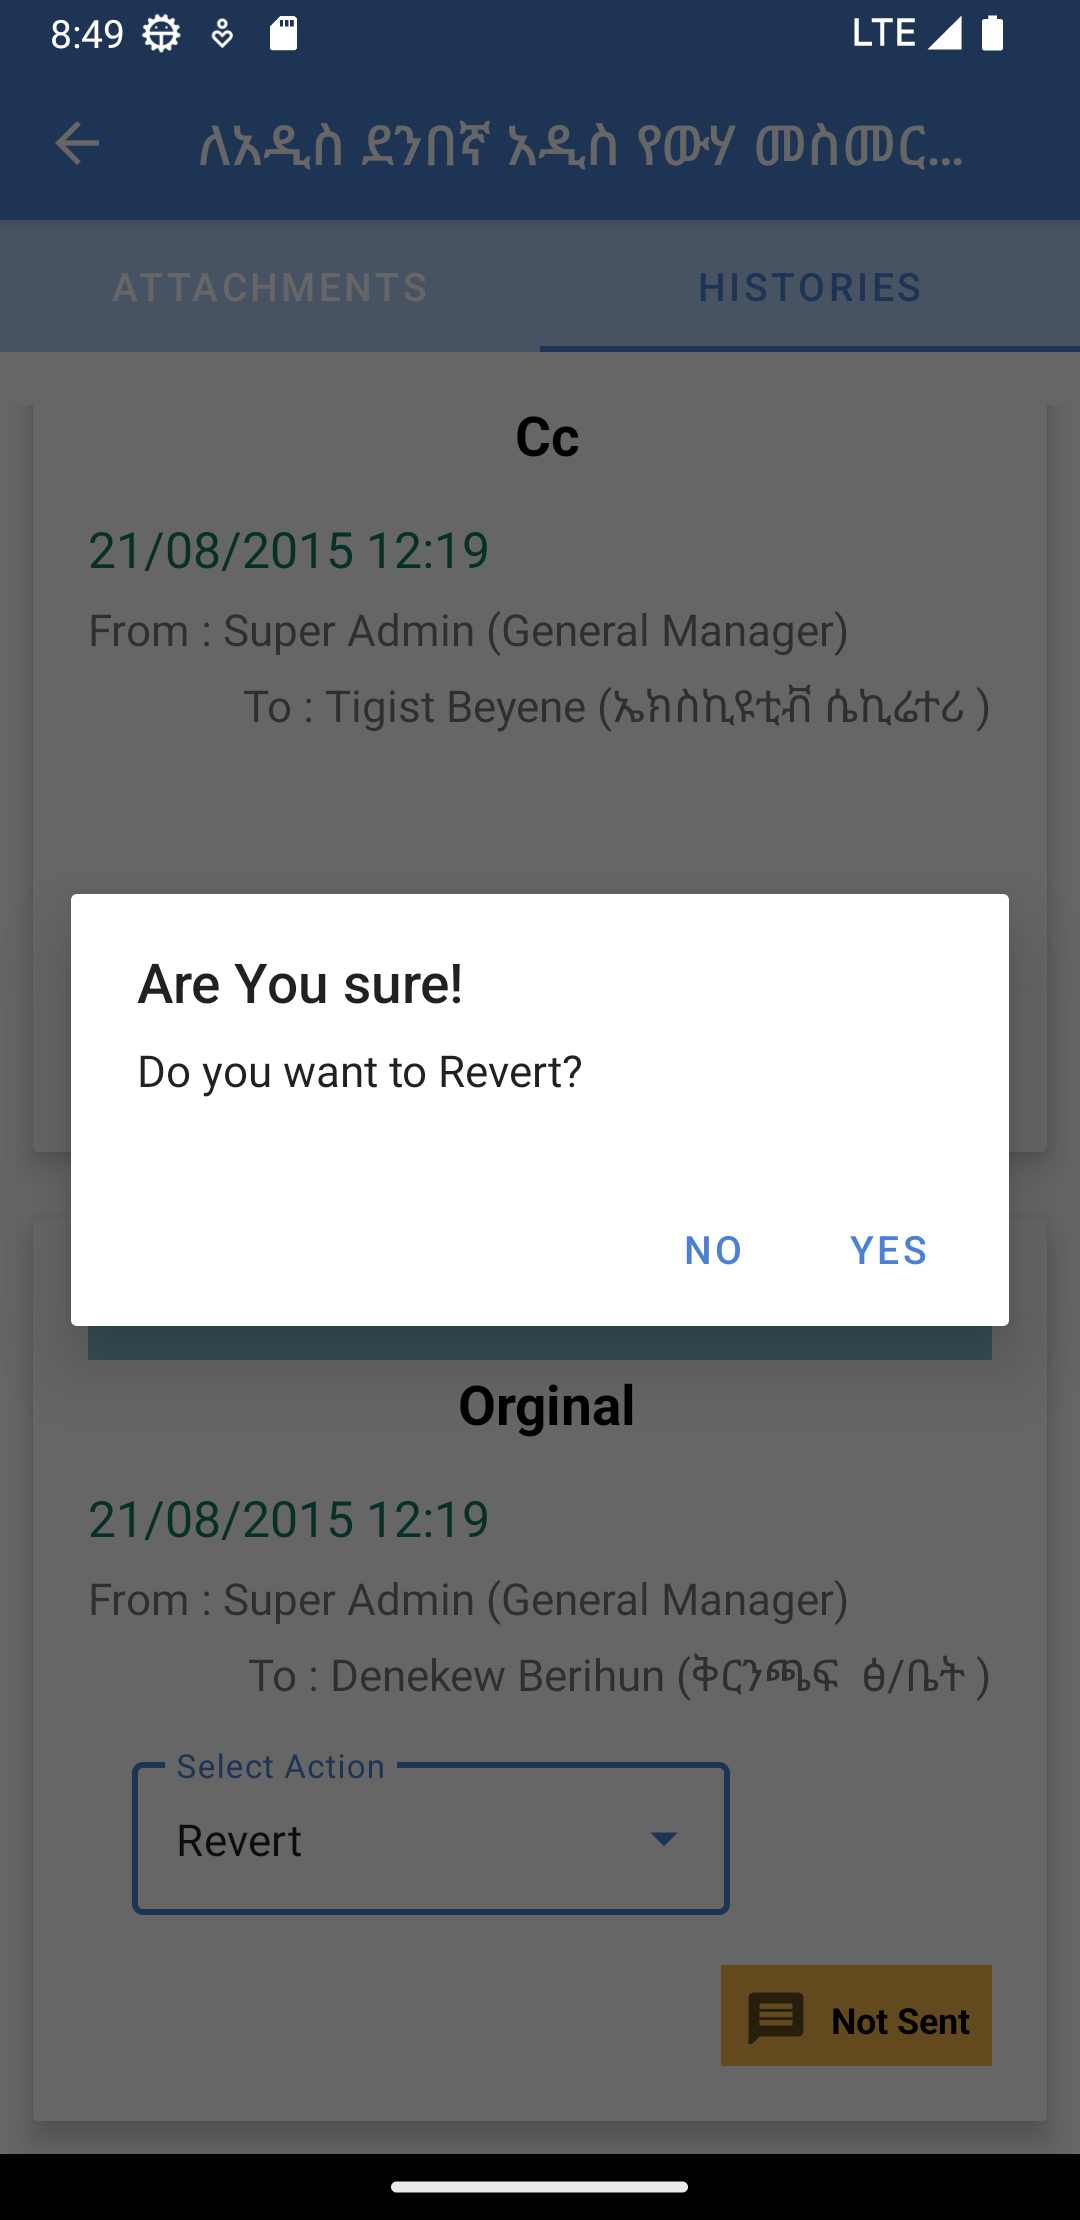 8:49
LTE
ለአዲስ ደንበኛ አዲስ የውሃ መስመር...
ATTACHMENTS
HISTORIES
Cc
21/08/2015 12:19
From : Super Admin (General Manager)
To : Tigist Beyene (ኤክስኪዩቲቭ ሴኪሬተሪ )
Are You sure!
Do you want to Revert?
NO
YES
Orginal
21/08/2015 12:19
From : Super Admin (General Manager)
To : Denekew Berihun (ቅርንጫፍ  ፅ/ቤት )
Select Action
Revert
Not Sent